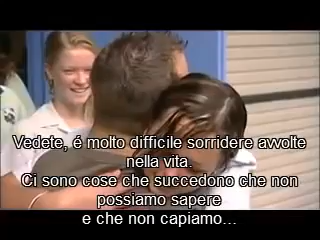 Vedete, é molto difficile sorridere avvolte
nella vita.
Ci sono cose che succedono che non
possiamo sapere
e che non capiamo...